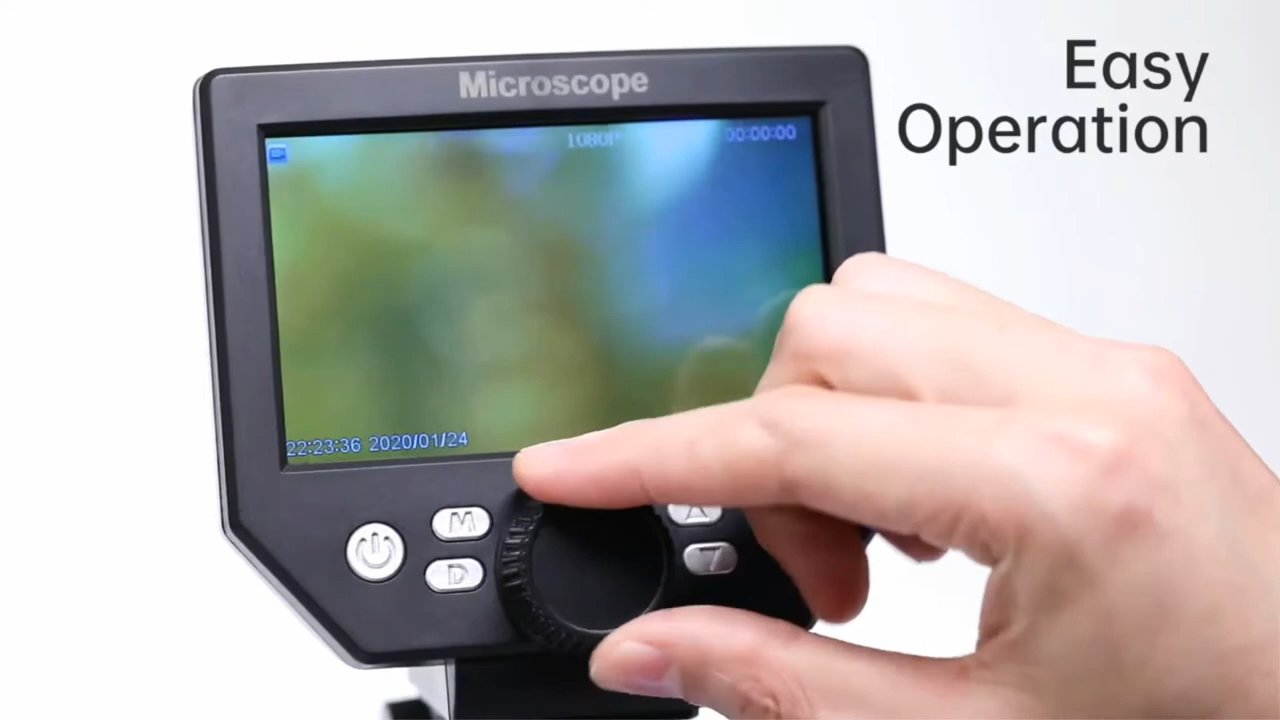 Easy
Operation
Microscope
1080P
00:00:00
22:23:36 2020/01/24
M
D